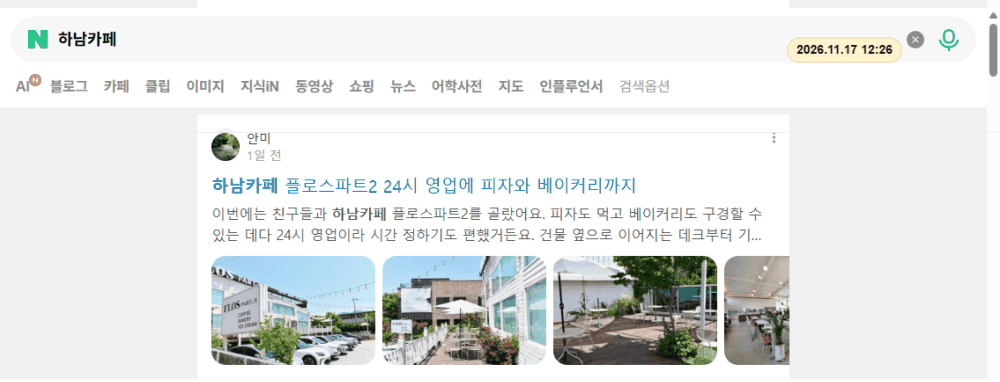 N 하남카페
2026.11.17 12:26
AI N 블로그 카페 클립 이미지 지식iN 동영상 쇼핑 뉴스 어학사전 지도 인플루언서 검색옵션
안미
1일 전
하남카페 플로스파트2 24시 영업에 피자와 베이커리까지
이번에는 친구들과 하남카페 플로스파트2를 골랐어요. 피자도 먹고 베이커리도 구경할 수
있는 데다 24시 영업이라 시간 정하기도 편했거든요. 건물 옆으로 이어지는 데크부터 기...
FLOS PART.II
COFFEE
BAKERY
ICE CREAM
FLOS